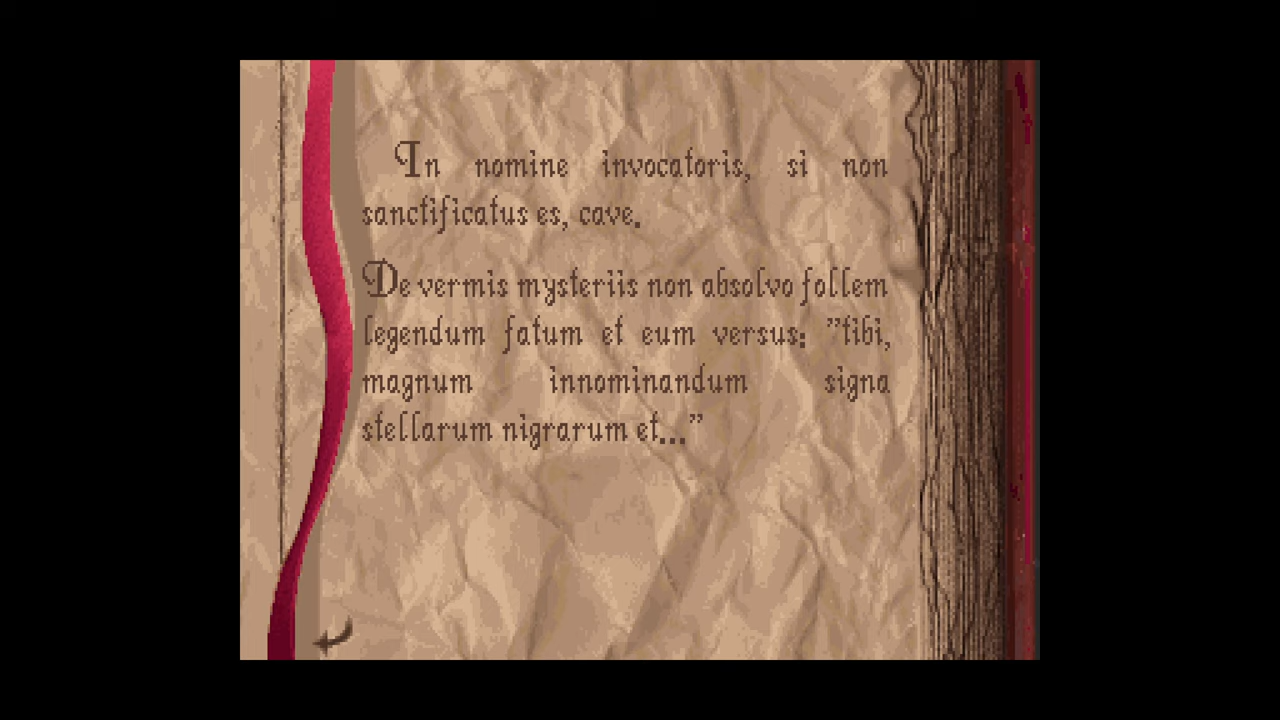 In nomine invocatoris, si non
sanctificatus es, cave.
De vermis mysteriis non absolvo follem
legendum fatum et eum versus: "tibi,
magnum innominandum signa
stellarum nigrarum et..."